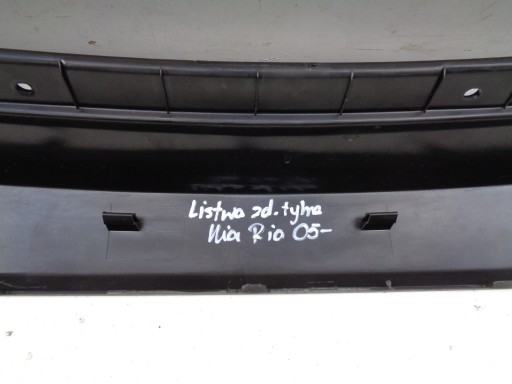 Listwa zd. tylna
Kia Rio 05-